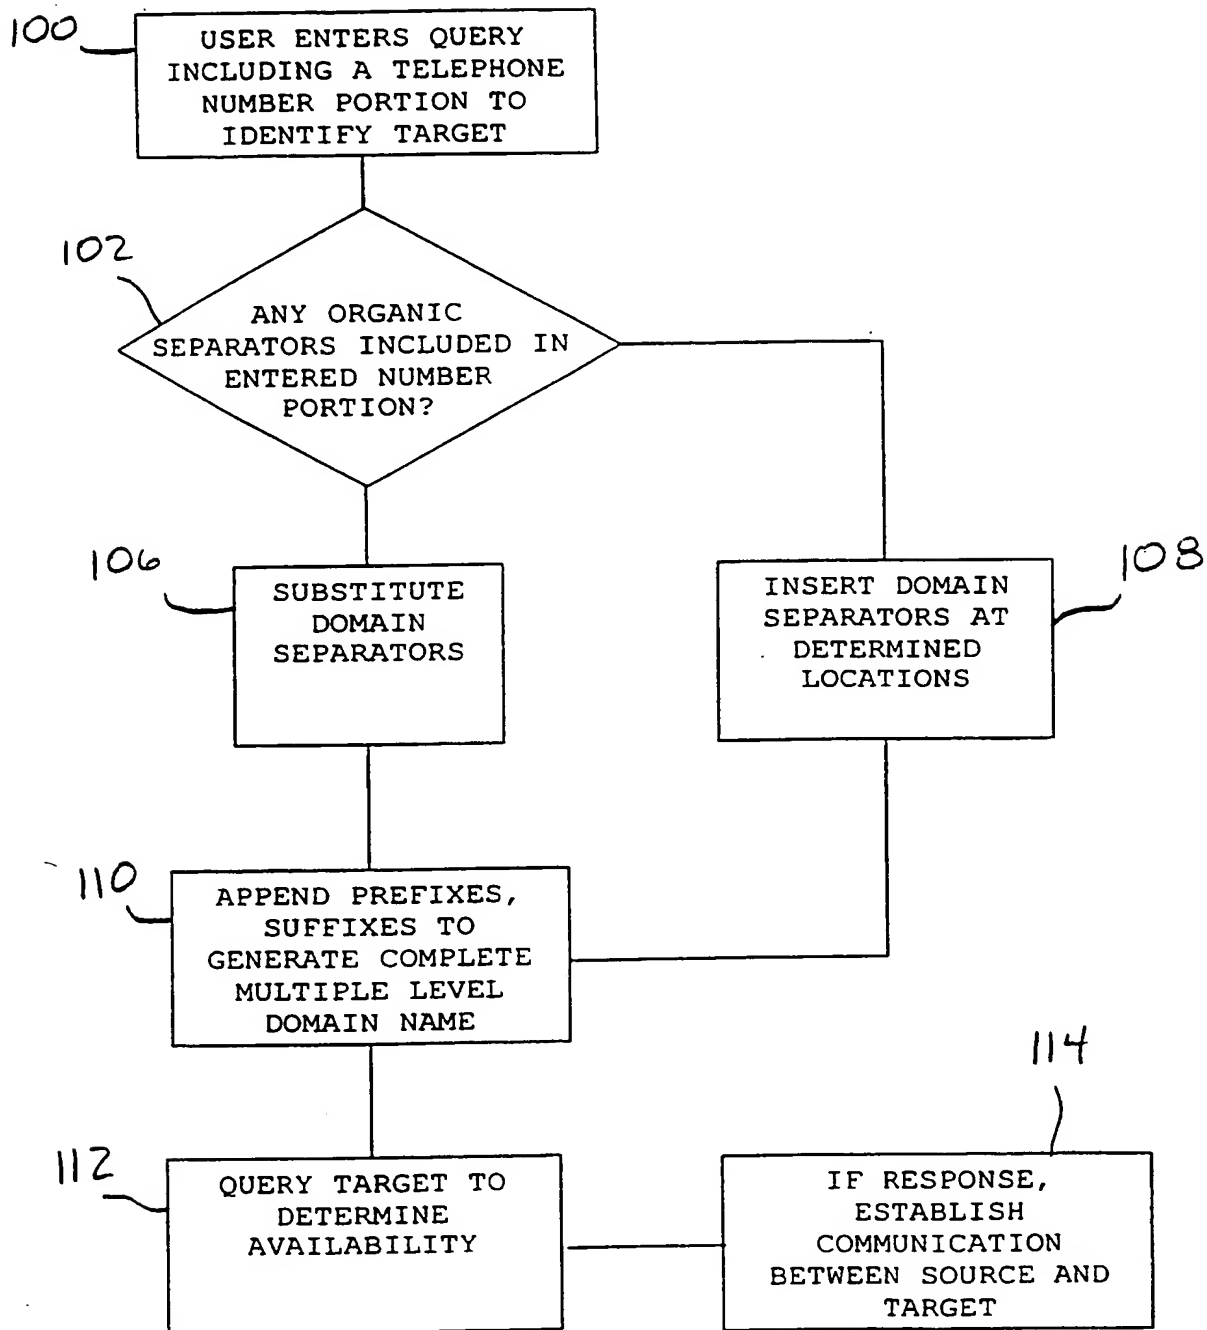 100
USER ENTERS QUERY
INCLUDING A TELEPHONE
NUMBER PORTION TO
IDENTIFY TARGET
102
ANY ORGANIC
SEPARATORS INCLUDED IN
ENTERED NUMBER
PORTION?
106
SUBSTITUTE
DOMAIN
SEPARATORS
108
INSERT DOMAIN
SEPARATORS AT
DETERMINED
LOCATIONS
110
APPEND PREFIXES,
SUFFIXES TO
GENERATE COMPLETE
MULTIPLE LEVEL
DOMAIN NAME
112
QUERY TARGET TO
DETERMINE
AVAILABILITY
114
IF RESPONSE,
ESTABLISH
COMMUNICATION
BETWEEN SOURCE AND
TARGET